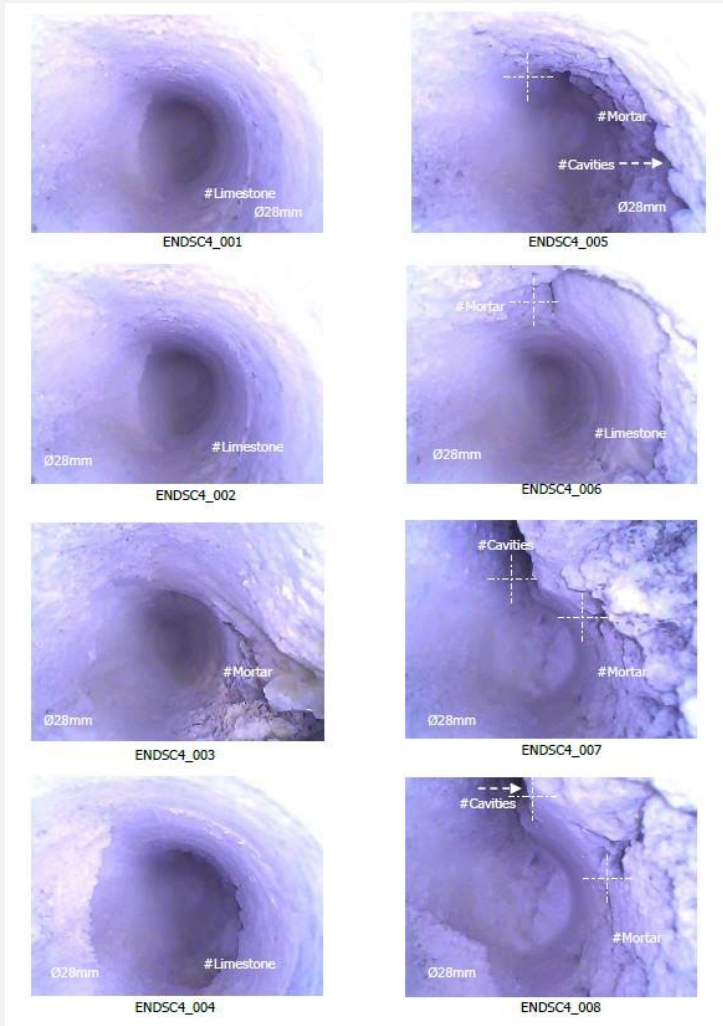 #Limestone
Ø28mm
ENDSC4_001
#Limestone
Ø28mm
ENDSC4_002
#Mortar
Ø28mm
ENDSC4_003
#Limestone
Ø28mm
ENDSC4_004
#Mortar
#Cavities
Ø28mm
ENDSC4_005
#Mortar
#Limestone
Ø28mm
ENDSC4_006
#Cavities
#Mortar
Ø28mm
ENDSC4_007
#Cavities
#Mortar
Ø28mm
ENDSC4_008